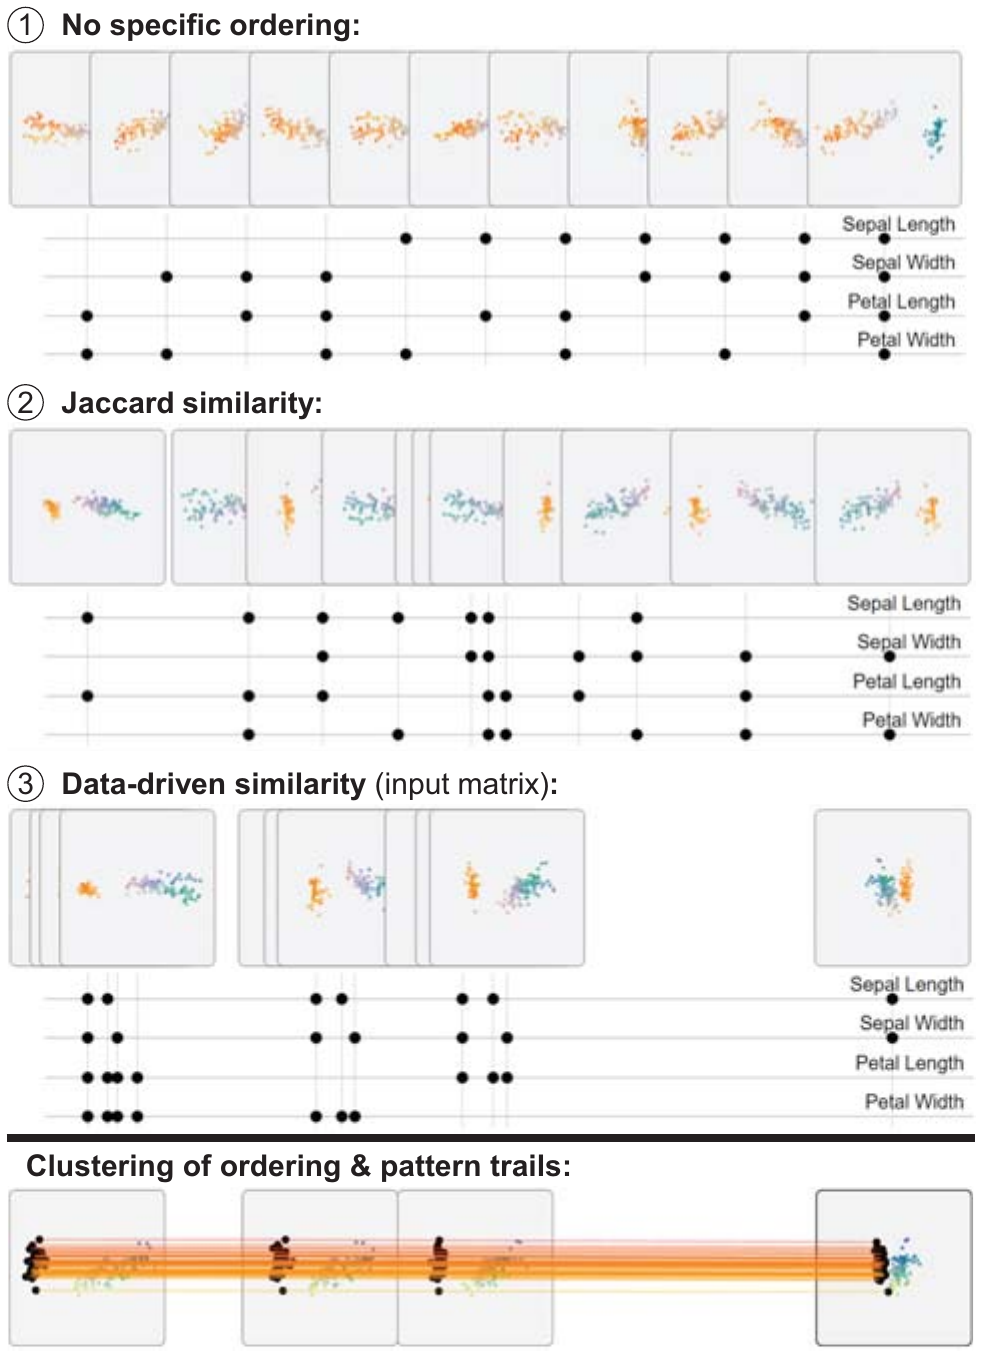 1 No specific ordering:
Sepal Length
Sepal Width
Petal Length
Petal Width
2 Jaccard similarity:
Sepal Length
Sepal Width
Petal Length
Petal Width
3 Data-driven similarity (input matrix):
Sepal Length
Sepal Width
Petal Length
Petal Width
Clustering of ordering & pattern trails: